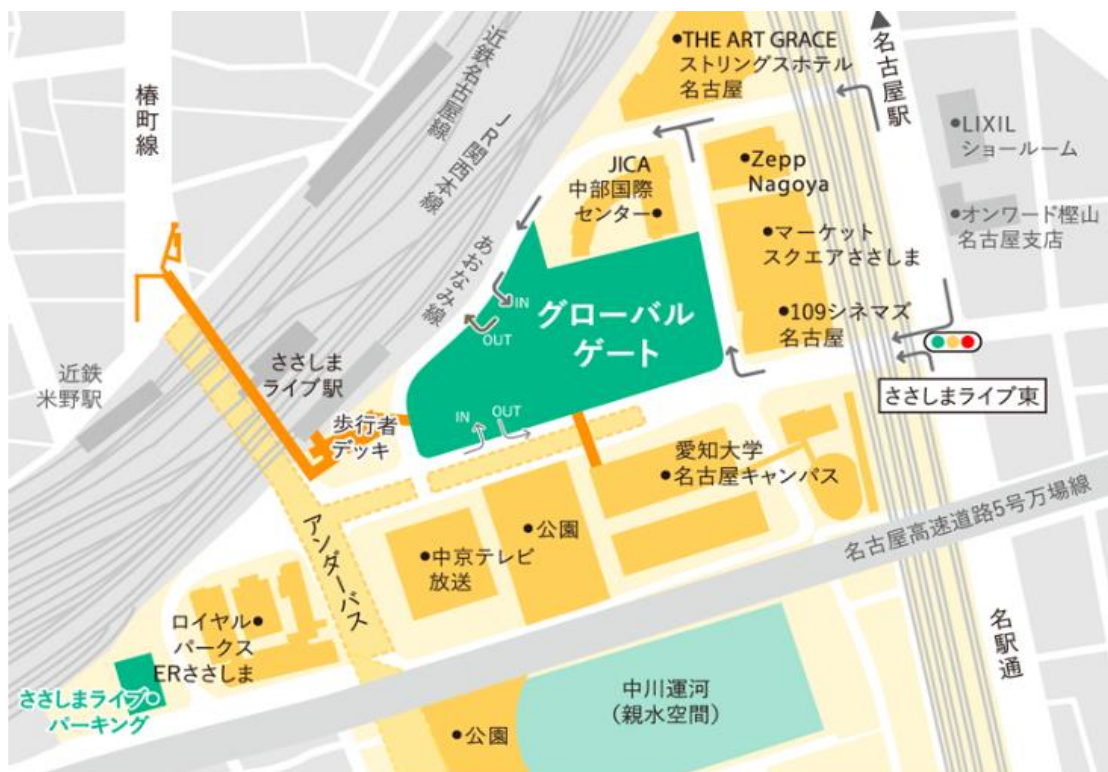 THE ART GRACE
ストリングスホテル
名古屋
名古屋駅
近鉄名古屋線
JR関西本線
あおなみ線
椿町線
LIXIL
ショールーム
JICA
中部国際
センター
Zepp
Nagoya
オンワード樫山
名古屋支店
マーケット
スクエアささしま
グローバル
ゲート
IN
OUT
109シネマズ
名古屋
ささしま
ライブ駅
近鉄
米野駅
ささしまライブ東
IN
OUT
歩行者
デッキ
愛知大学
名古屋キャンパス
公園
中京テレビ
放送
アンダーパス
名古屋高速道路5号万場線
ロイヤル
パークス
ERささしま
名駅通
ささしまライブ
パーキング
中川運河
（親水空間）
公園